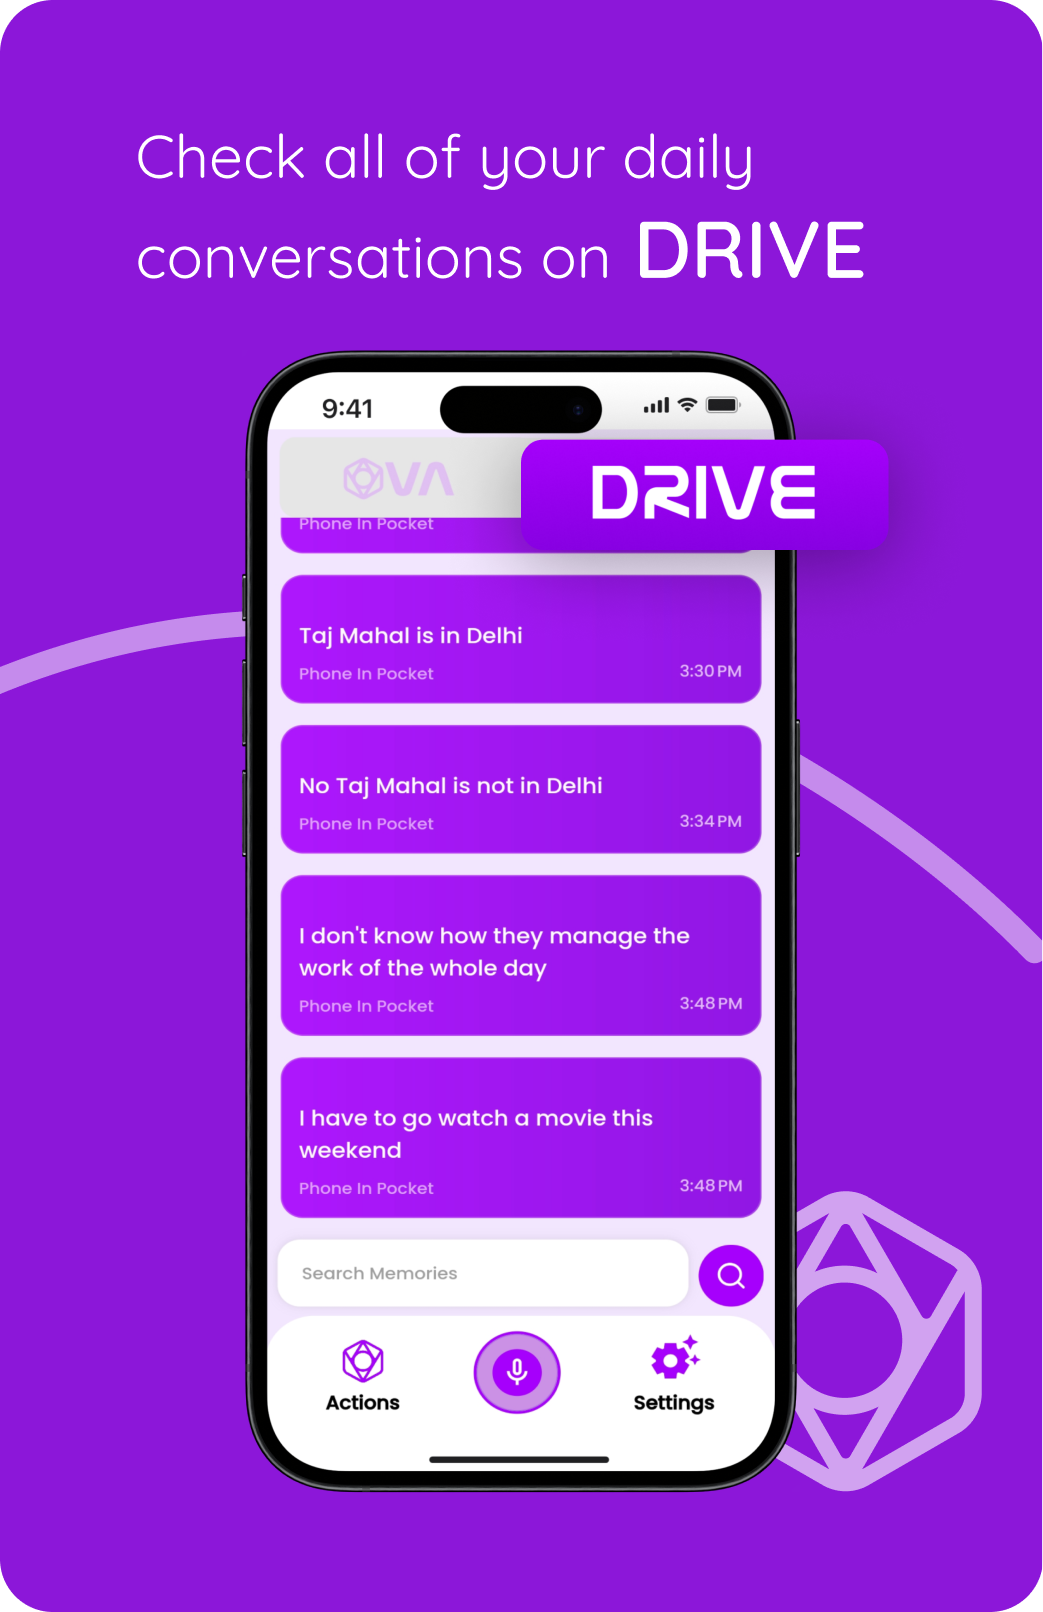 Check all of your daily
conversations on DRIVE
9:41
OVA
DRIVE
Phone In Pocket
Taj Mahal is in Delhi
Phone In Pocket
3:30 PM
No Taj Mahal is not in Delhi
Phone In Pocket
3:34 PM
I don't know how they manage the
work of the whole day
Phone In Pocket
3:48 PM
I have to go watch a movie this
weekend
Phone In Pocket
3:48 PM
Search Memories
Actions
Settings